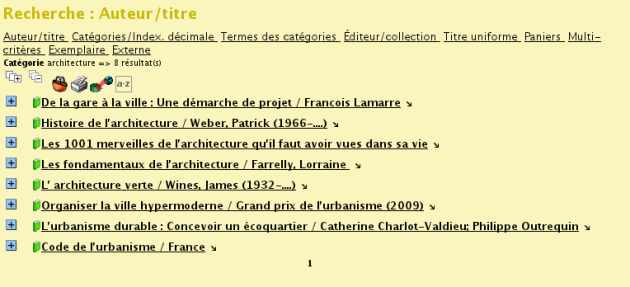 Recherche : Auteur/titre
Auteur/titre Catégories/Index. décimale Termes des catégories Éditeur/collection Titre uniforme Paniers Multi-
critères Exemplaire Externe
Catégorie architecture => 8 résultat(s)
a-z
De la gare à la ville : Une démarche de projet / Francois Lamarre
Histoire de l'architecture / Weber, Patrick (1966-....)
Les 1001 merveilles de l'architecture qu'il faut avoir vues dans sa vie
Les fondamentaux de l'architecture / Farrelly, Lorraine
L' architecture verte / Wines, James (1932-....)
Organiser la ville hypermoderne / Grand prix de l'urbanisme (2009)
L'urbanisme durable : Concevoir un écoquartier / Catherine Charlot-Valdieu; Philippe Outrequin
Code de l'urbanisme / France
1